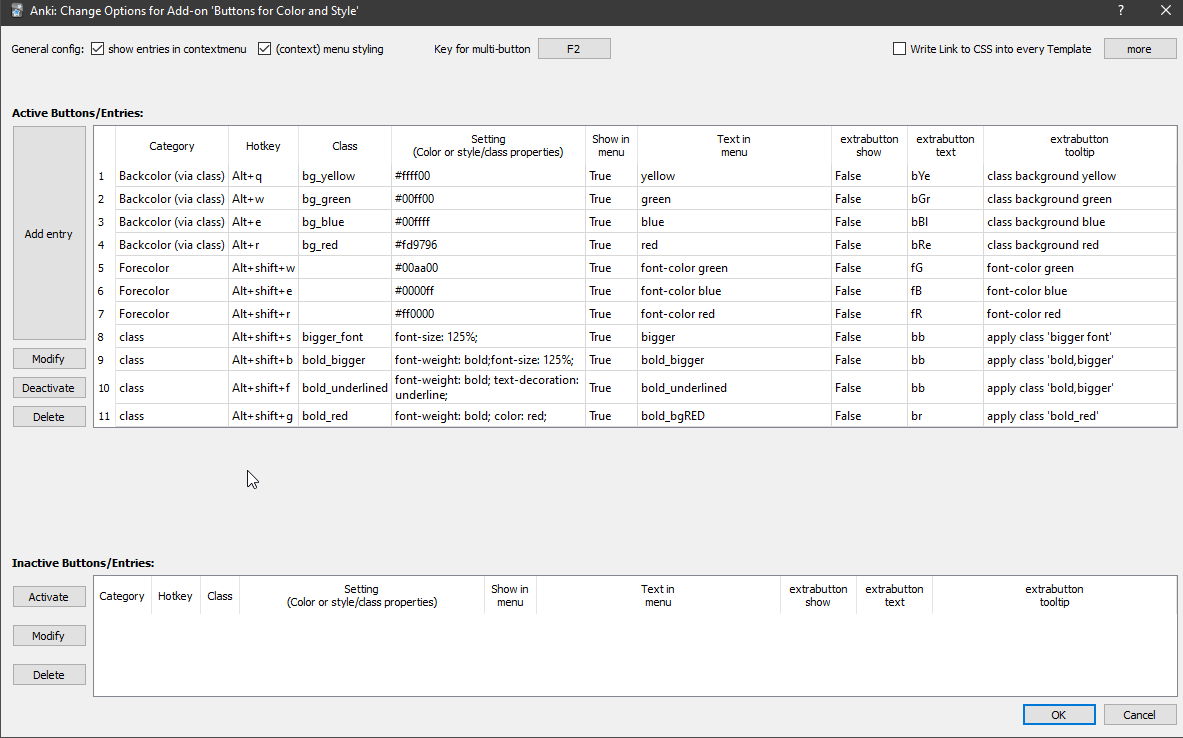 Anki: Change Options for Add-on 'Buttons for Color and Style'
?
General config: show entries in contextmenu (context) menu styling Key for multi-button F2 Write Link to CSS into every Template more
Active Buttons/Entries:
Add entry
Modify
Deactivate
Delete
Category Hotkey Class Setting (Color or style/class properties) Show in menu Text in menu extrabutton show extrabutton text extrabutton tooltip
1 Backcolor (via class) Alt+q bg_yellow #ffff00 True yellow False bYe class background yellow
2 Backcolor (via class) Alt+w bg_green #00ff00 True green False bGr class background green
3 Backcolor (via class) Alt+e bg_blue #00ffff True blue False bBl class background blue
4 Backcolor (via class) Alt+r bg_red #fd9796 True red False bRe class background red
5 Forecolor Alt+shift+w #00aa00 True font-color green False fG font-color green
6 Forecolor Alt+shift+e #0000ff True font-color blue False fB font-color blue
7 Forecolor Alt+shift+r #ff0000 True font-color red False fR font-color red
8 class Alt+shift+s bigger_font font-size: 125%; True bigger False bb apply class 'bigger font'
9 class Alt+shift+b bold_bigger font-weight: bold;font-size: 125%; True bold_bigger False bb apply class 'bold,bigger'
10 class Alt+shift+f bold_underlined font-weight: bold; text-decoration: underline; True bold_underlined False bb apply class 'bold,bigger'
11 class Alt+shift+g bold_red font-weight: bold; color: red; True bold_bgRED False br apply class 'bold_red'
Inactive Buttons/Entries:
Activate
Modify
Delete
Category Hotkey Class Setting (Color or style/class properties) Show in menu Text in menu extrabutton show extrabutton text extrabutton tooltip
OK Cancel